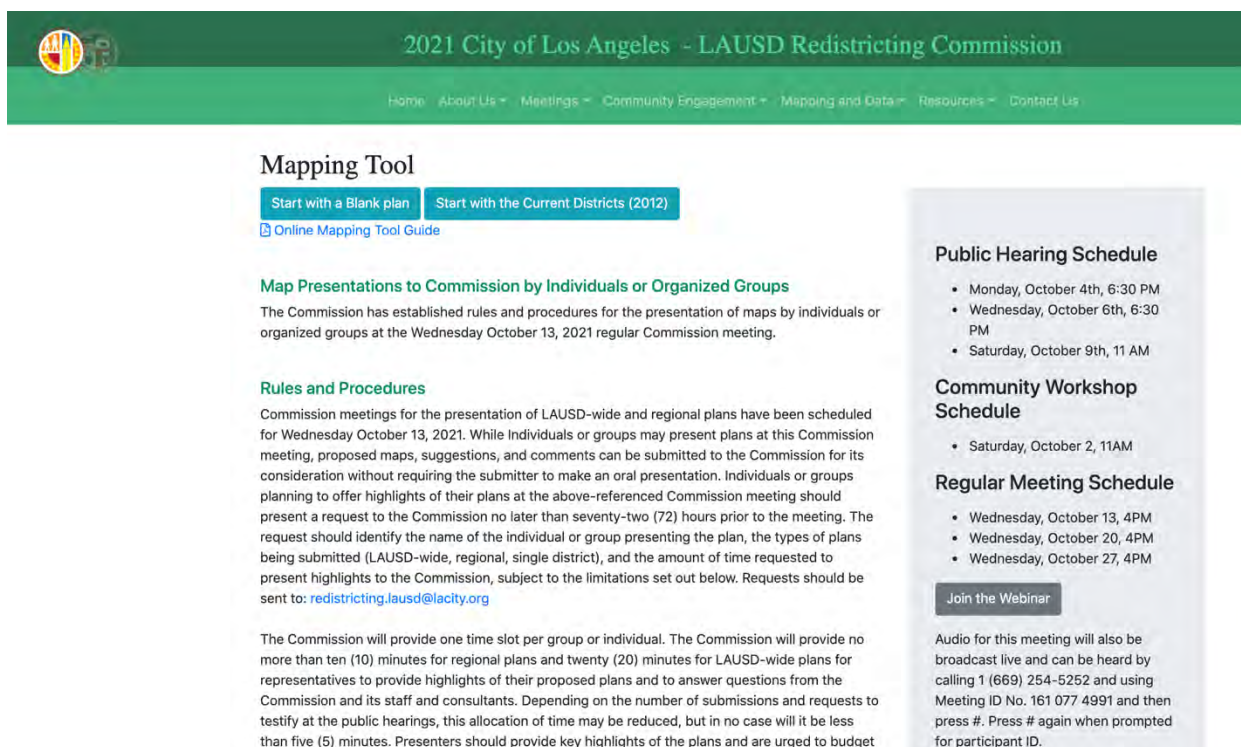 2021 City of Los Angeles - LAUSD Redistricting Commission
Home About Us Meetings Community Engagement Mapping and Data Resources Contact Us
Mapping Tool
Start with a Blank plan Start with the Current Districts (2012)
Online Mapping Tool Guide
Map Presentations to Commission by Individuals or Organized Groups
The Commission has established rules and procedures for the presentation of maps by individuals or
organized groups at the Wednesday October 13, 2021 regular Commission meeting.
Rules and Procedures
Commission meetings for the presentation of LAUSD-wide and regional plans have been scheduled
for Wednesday October 13, 2021. While Individuals or groups may present plans at this Commission
meeting, proposed maps, suggestions, and comments can be submitted to the Commission for its
consideration without requiring the submitter to make an oral presentation. Individuals or groups
planning to offer highlights of their plans at the above-referenced Commission meeting should
present a request to the Commission no later than seventy-two (72) hours prior to the meeting. The
request should identify the name of the individual or group presenting the plan, the types of plans
being submitted (LAUSD-wide, regional, single district), and the amount of time requested to
present highlights to the Commission, subject to the limitations set out below. Requests should be
sent to: redistricting.lausd@lacity.org
The Commission will provide one time slot per group or individual. The Commission will provide no
more than ten (10) minutes for regional plans and twenty (20) minutes for LAUSD-wide plans for
representatives to provide highlights of their proposed plans and to answer questions from the
Commission and its staff and consultants. Depending on the number of submissions and requests to
testify at the public hearings, this allocation of time may be reduced, but in no case will it be less
than five (5) minutes. Presenters should provide key highlights of the plans and are urged to budget
Public Hearing Schedule
• Monday, October 4th, 6:30 PM
• Wednesday, October 6th, 6:30
PM
• Saturday, October 9th, 11 AM
Community Workshop
Schedule
• Saturday, October 2, 11AM
Regular Meeting Schedule
• Wednesday, October 13, 4PM
• Wednesday, October 20, 4PM
• Wednesday, October 27, 4PM
Join the Webinar
Audio for this meeting will also be
broadcast live and can be heard by
calling 1 (669) 254-5252 and using
Meeting ID No. 161 077 4991 and then
press #. Press # again when prompted
for participant ID.